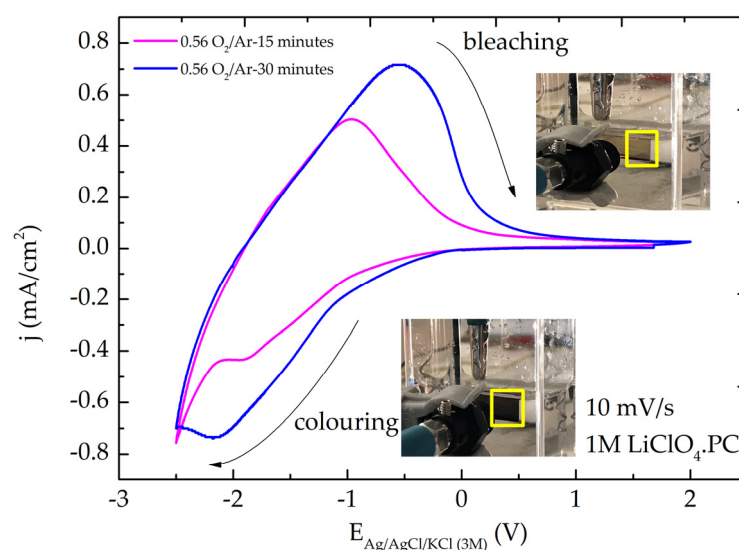 0.8
0.6
0.4
0.2
0.0
-0.2
-0.4
-0.6
-0.8
j (mA/cm²)
0.56 O₂/Ar-15 minutes
0.56 O₂/Ar-30 minutes
bleaching
colouring
10 mV/s
1M LiClO₄.PC
-3
-2
-1
0
1
2
E Ag/AgCl/KCl (3M) (V)